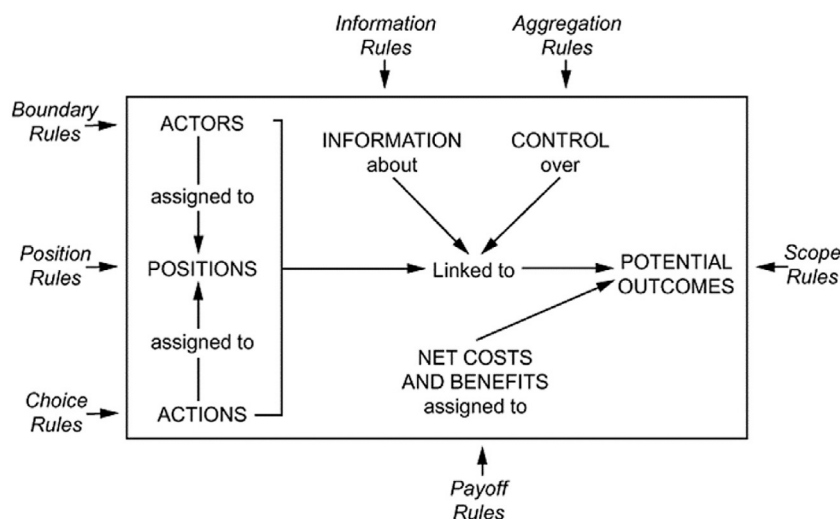 Information
Rules
Aggregation
Rules
Boundary
Rules
ACTORS
INFORMATION
about
CONTROL
over
assigned to
Position
Rules
POSITIONS
Linked to
POTENTIAL
OUTCOMES
Scope
Rules
assigned to
NET COSTS
AND BENEFITS
assigned to
Choice
Rules
ACTIONS
Payoff
Rules